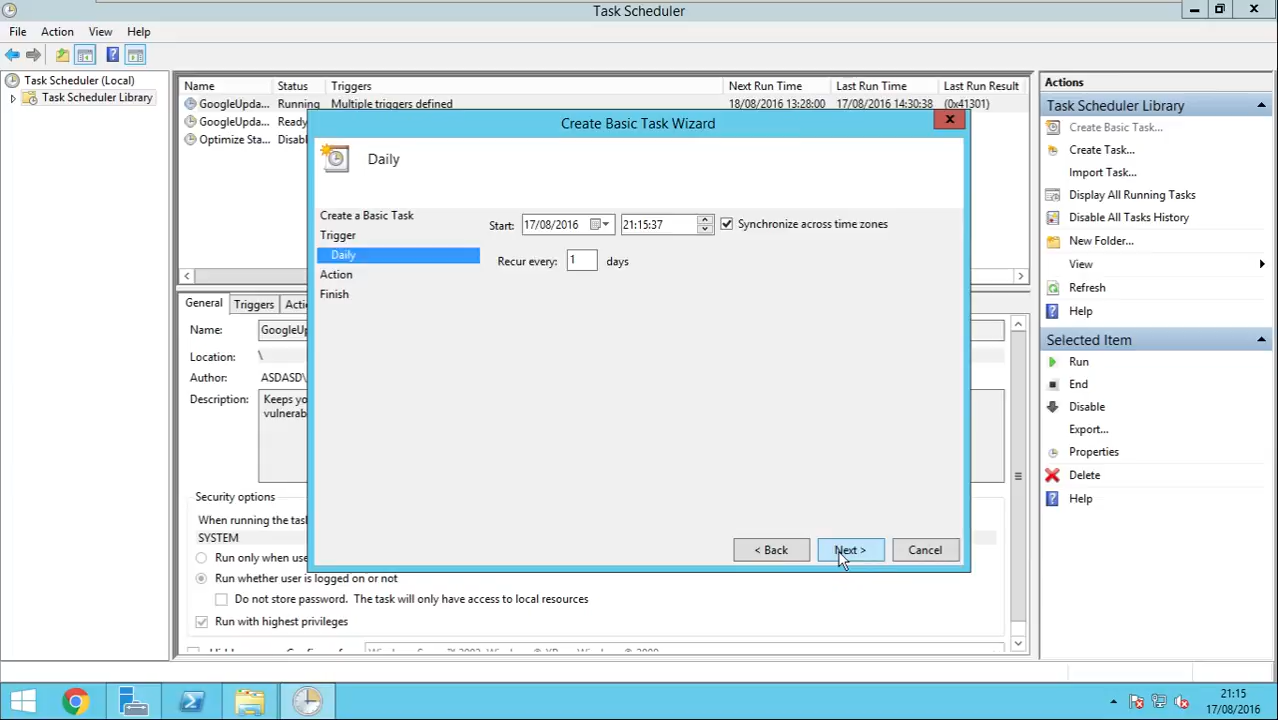 Task Scheduler
File Action View Help
Task Scheduler (Local)
Task Scheduler Library
Name Status Triggers Next Run Time Last Run Time Last Run Result
GoogleUpda... Running Multiple triggers defined 18/08/2016 13:28:00 17/08/2016 14:30:38 (0x41301)
GoogleUpda... Ready
Optimize Sta...
General Triggers
Name:
Location: \
Author: ASDASD\
Description: Keeps yo
vulnerab
Security options
When running the task
SYSTEM
Run only when use
Run whether user is logged on or not
Do not store password. The task will only have access to local resources
Run with highest privileges
Create Basic Task Wizard
Daily
Create a Basic Task
Trigger
Daily
Action
Finish
Start: 17/08/2016 21:15:37 Synchronize across time zones
Recur every: 1 days
< Back Next > Cancel
Actions
Task Scheduler Library
Create Basic Task...
Create Task...
Import Task...
Display All Running Tasks
Disable All Tasks History
New Folder...
View
Refresh
Help
Selected Item
Run
End
Disable
Export...
Properties
Delete
Help
21:15
17/08/2016